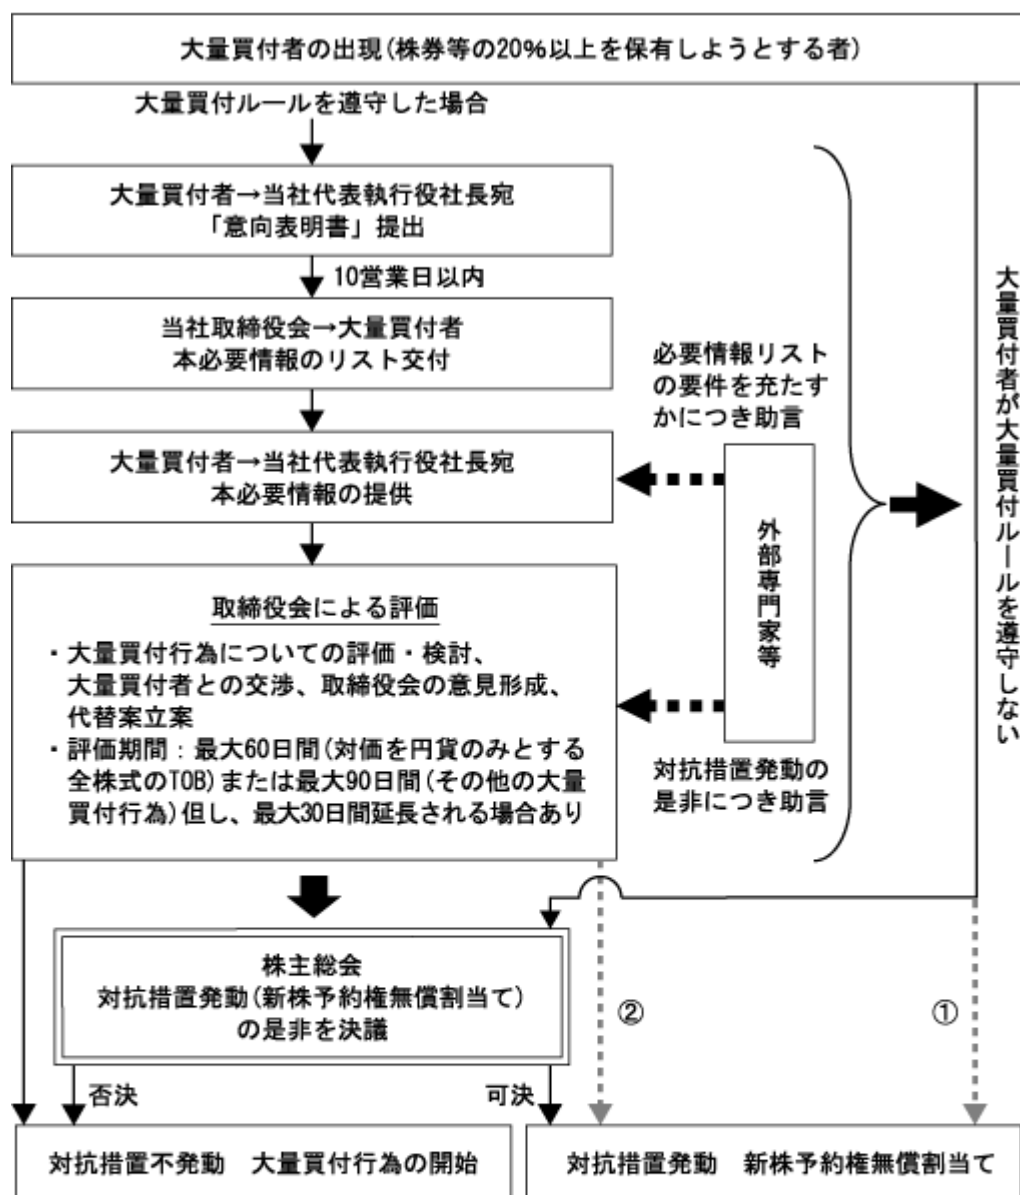 大量買付者の出現(株券等の20%以上を保有しようとする者)
大量買付ルールを遵守した場合
大量買付者→当社代表執行役社長宛
「意向表明書」提出
10営業日以内
当社取締役会→大量買付者
本必要情報のリスト交付
大量買付者→当社代表執行役社長宛
本必要情報の提供
取締役会による評価
・大量買付行為についての評価・検討、
大量買付者との交渉、取締役会の意見形成、
代替案立案
・評価期間：最大60日間(対価を円貨のみとする
全株式のTOB)または最大90日間(その他の大量
買付行為)但し、最大30日間延長される場合あり
必要情報リスト
の要件を充たす
かにつき助言
外部専門家等
対抗措置発動の
是非につき助言
大量買付者が大量買付ルールを遵守しない
株主総会
対抗措置発動(新株予約権無償割当て)
の是非を決議
②
①
否決
可決
対抗措置不発動　大量買付行為の開始
対抗措置発動　新株予約権無償割当て